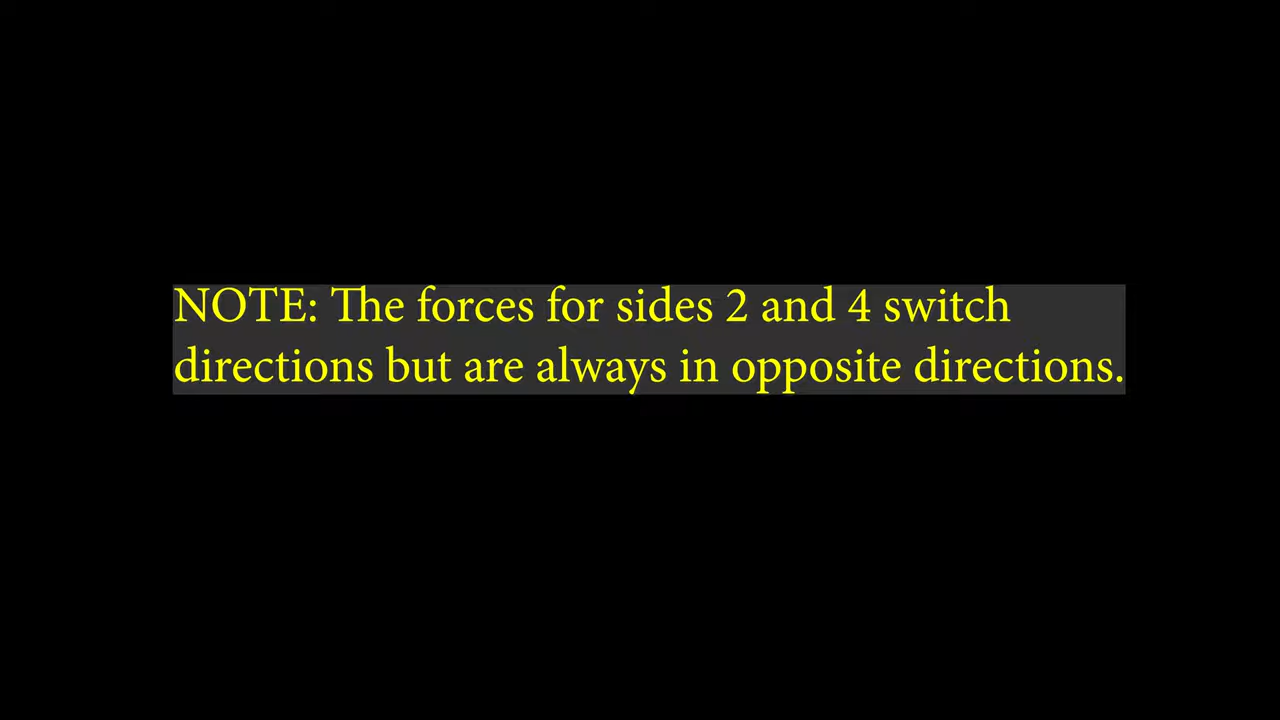 NOTE: The forces for sides 2 and 4 switch
directions but are always in opposite directions.